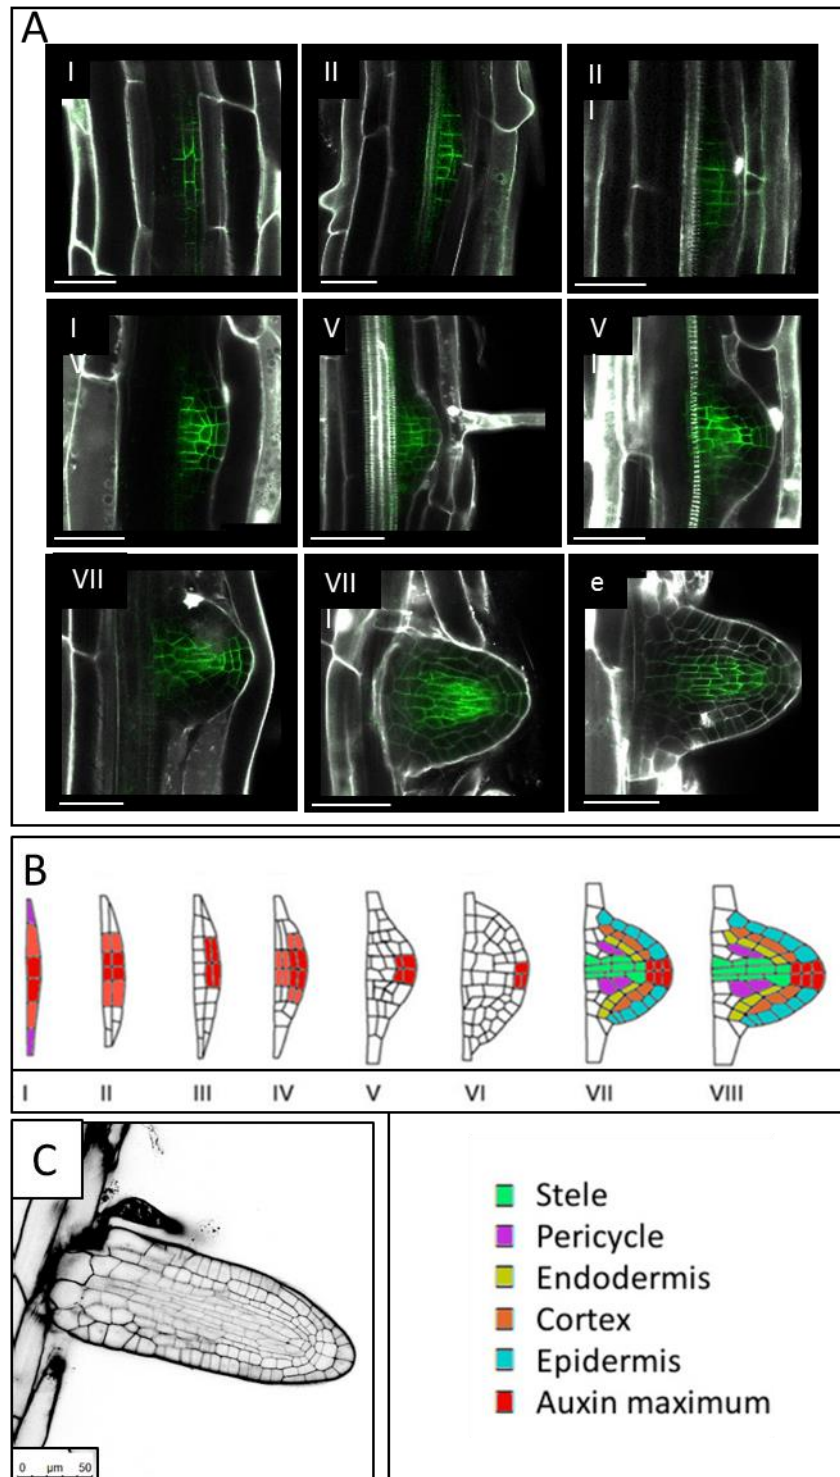 A
I
II
II
I
I
V
V
V
I
VII
VII
I
e
B
I II III IV V VI VII VIII
C
0 µm 50
Stele
Pericycle
Endodermis
Cortex
Epidermis
Auxin maximum